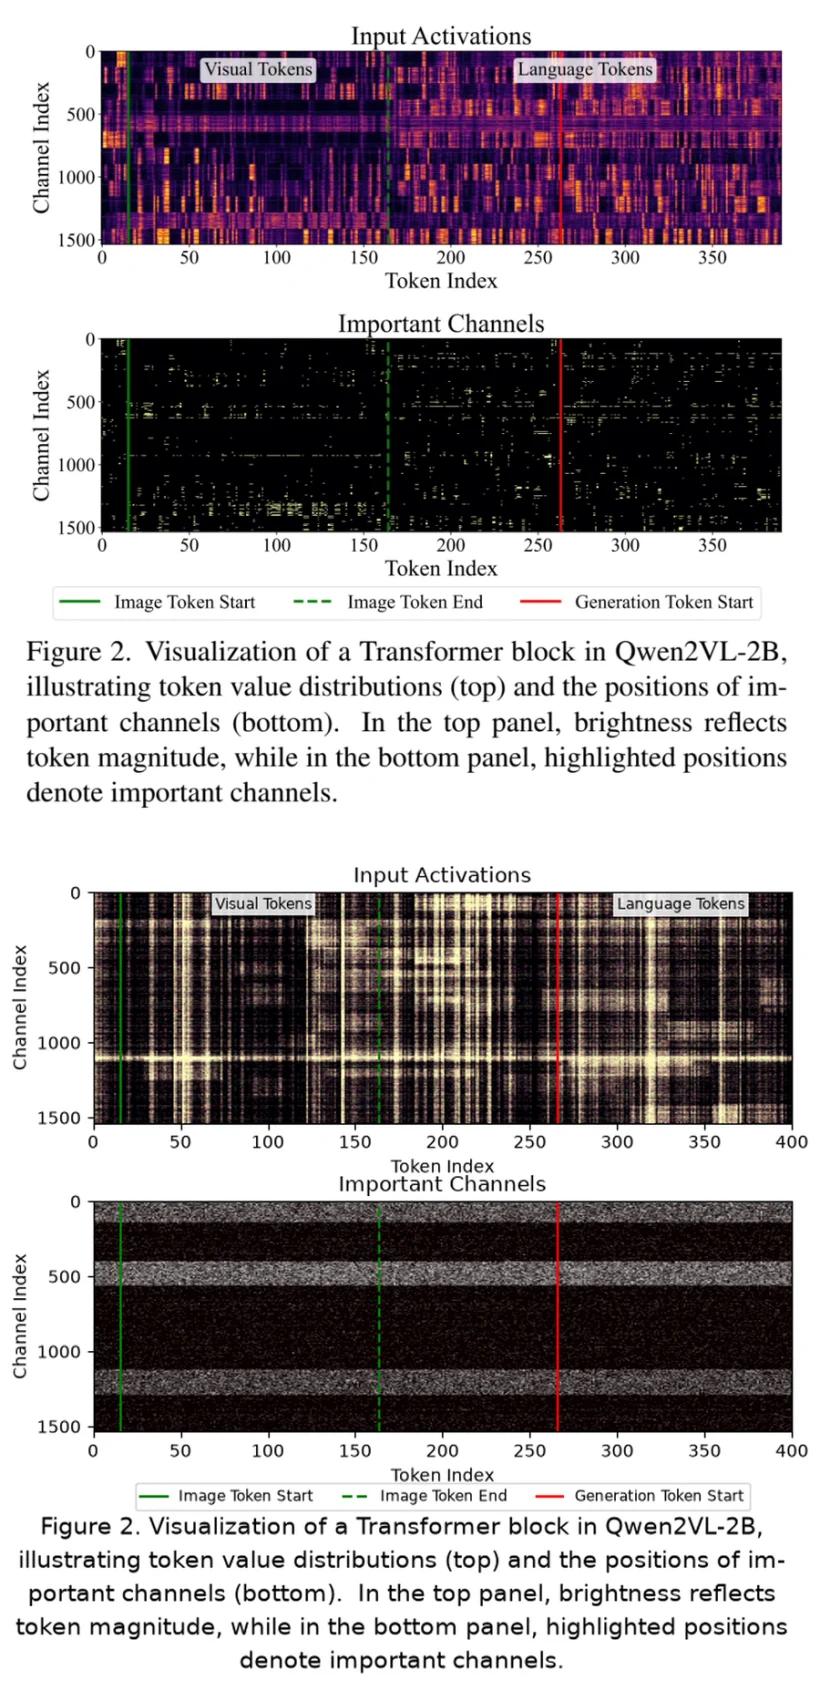 Input Activations
Visual Tokens
Language Tokens
Channel Index
0
500
1000
1500
0 50 100 150 200 250 300 350
Token Index
Important Channels
Channel Index
0
500
1000
1500
0 50 100 150 200 250 300 350
Token Index
Image Token Start Image Token End Generation Token Start
Figure 2. Visualization of a Transformer block in Qwen2VL-2B,
illustrating token value distributions (top) and the positions of im-
portant channels (bottom). In the top panel, brightness reflects
token magnitude, while in the bottom panel, highlighted positions
denote important channels.
Input Activations
Visual Tokens
Language Tokens
Channel Index
0
500
1000
1500
0 50 100 150 200 250 300 350 400
Token Index
Important Channels
Channel Index
0
500
1000
1500
0 50 100 150 200 250 300 350 400
Token Index
Image Token Start Image Token End Generation Token Start
Figure 2. Visualization of a Transformer block in Qwen2VL-2B,
illustrating token value distributions (top) and the positions of im-
portant channels (bottom). In the top panel, brightness reflects
token magnitude, while in the bottom panel, highlighted positions
denote important channels.